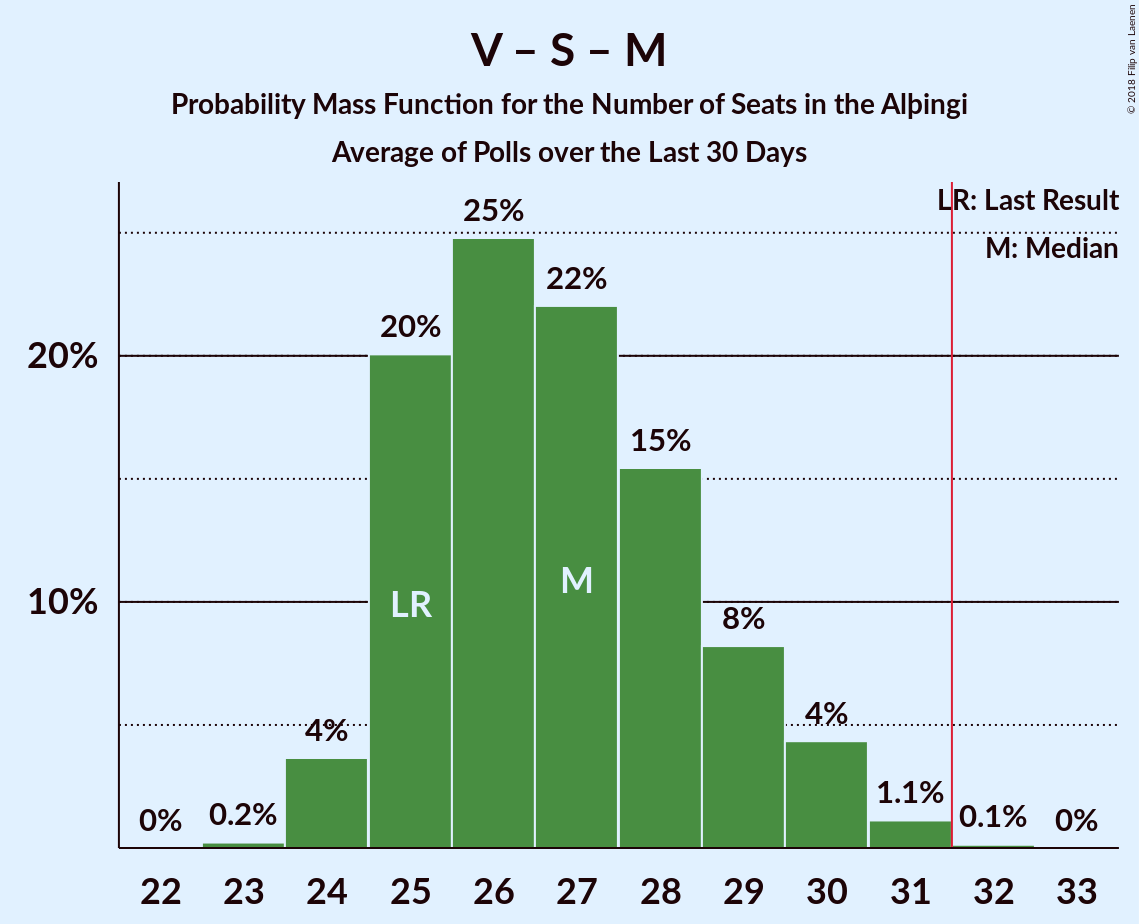 V – S – M
Probability Mass Function for the Number of Seats in the Alþingi
Average of Polls over the Last 30 Days
© 2018 Filip van Laenen
LR: Last Result
M: Median
25%
22%
20%
20%
15%
LR
M
10%
8%
4%
4%
1.1%
0%
0.2%
0.1%
0%
22 23 24 25 26 27 28 29 30 31 32 33